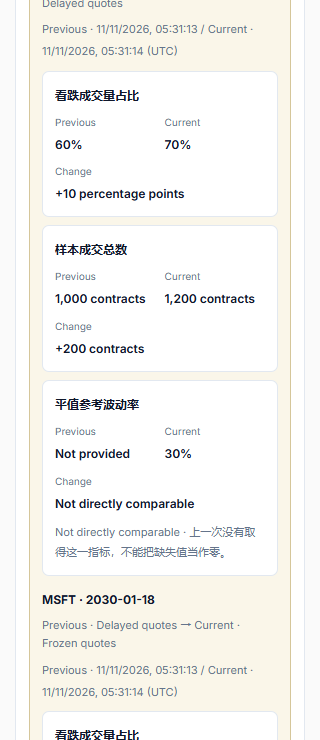 Delayed quotes
Previous · 11/11/2026, 05:31:13 / Current ·
11/11/2026, 05:31:14 (UTC)
看跌成交量占比
Previous Current
60% 70%
Change
+10 percentage points
样本成交总数
Previous Current
1,000 contracts 1,200 contracts
Change
+200 contracts
平值参考波动率
Previous Current
Not provided 30%
Change
Not directly comparable
Not directly comparable · 上一次没有取
得这一指标，不能把缺失值当作零。
MSFT · 2030-01-18
Previous · Delayed quotes → Current ·
Frozen quotes
Previous · 11/11/2026, 05:31:13 / Current ·
11/11/2026, 05:31:14 (UTC)
看跌成交量占比